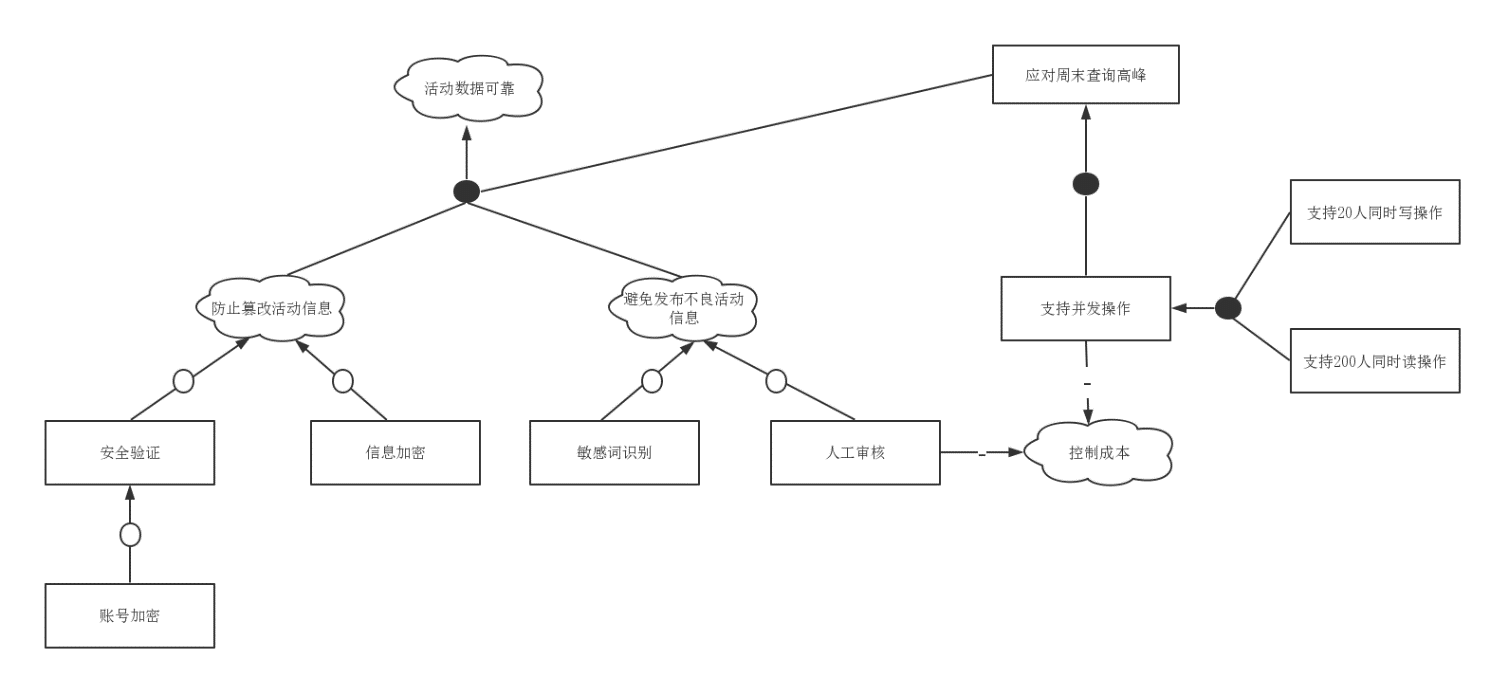 应对周末查询高峰
活动数据可靠
支持20人同时写操作
防止篡改活动信息
避免发布不良活动
信息
支持并发操作
支持200人同时读操作
安全验证
信息加密
敏感词识别
人工审核
控制成本
账号加密